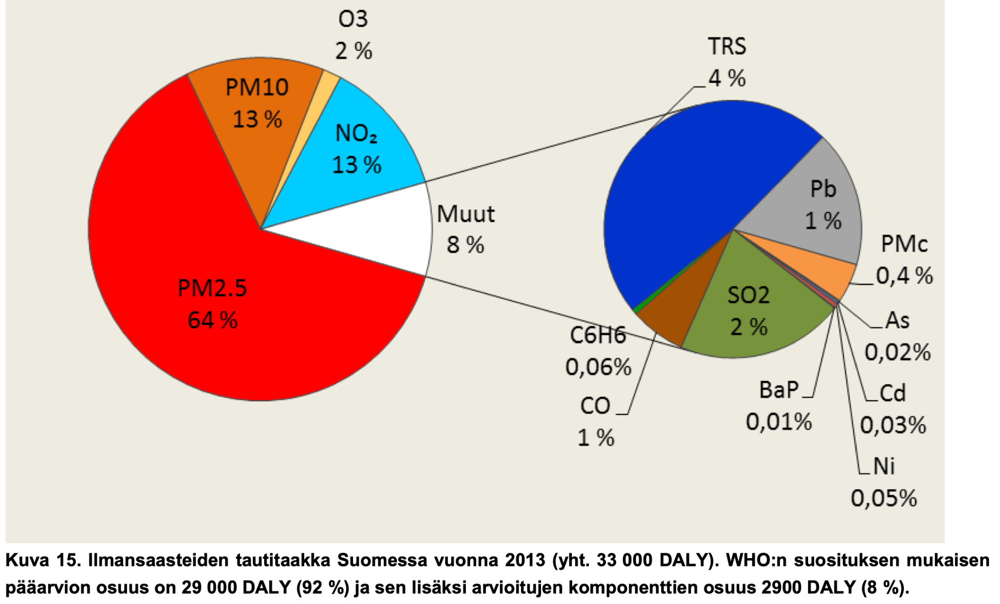 O3
2 %
PM10
13 %
NO₂
13 %
Muut
8 %
PM2.5
64 %
TRS
4 %
Pb
1 %
PMc
0,4 %
As
0,02%
Cd
0,03%
Ni
0,05%
BaP
0,01%
SO2
2 %
CO
1 %
C6H6
0,06%
Kuva 15. Ilmansaasteiden tautitaakka Suomessa vuonna 2013 (yht. 33 000 DALY). WHO:n suosituksen mukaisen
pääarvion osuus on 29 000 DALY (92 %) ja sen lisäksi arvioitujen komponenttien osuus 2900 DALY (8 %).